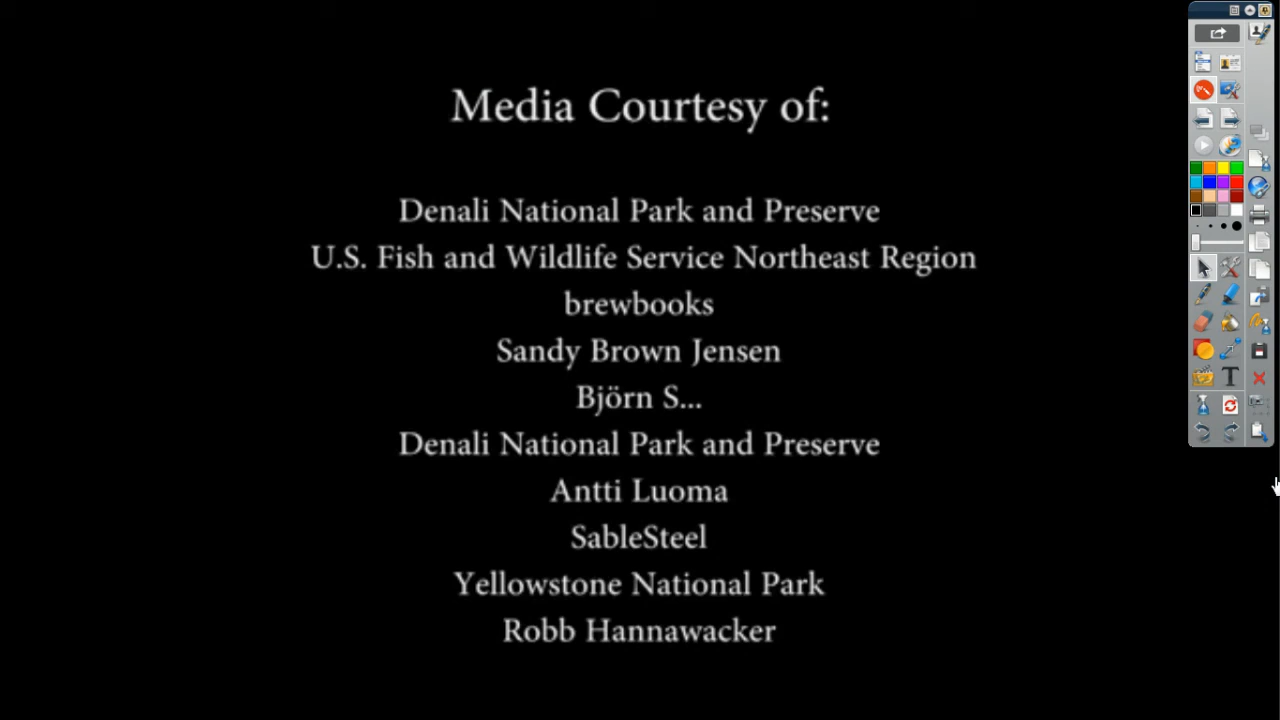 Media Courtesy of:
Denali National Park and Preserve
U.S. Fish and Wildlife Service Northeast Region
brewbooks
Sandy Brown Jensen
Björn S...
Denali National Park and Preserve
Antti Luoma
SableSteel
Yellowstone National Park
Robb Hannawacker